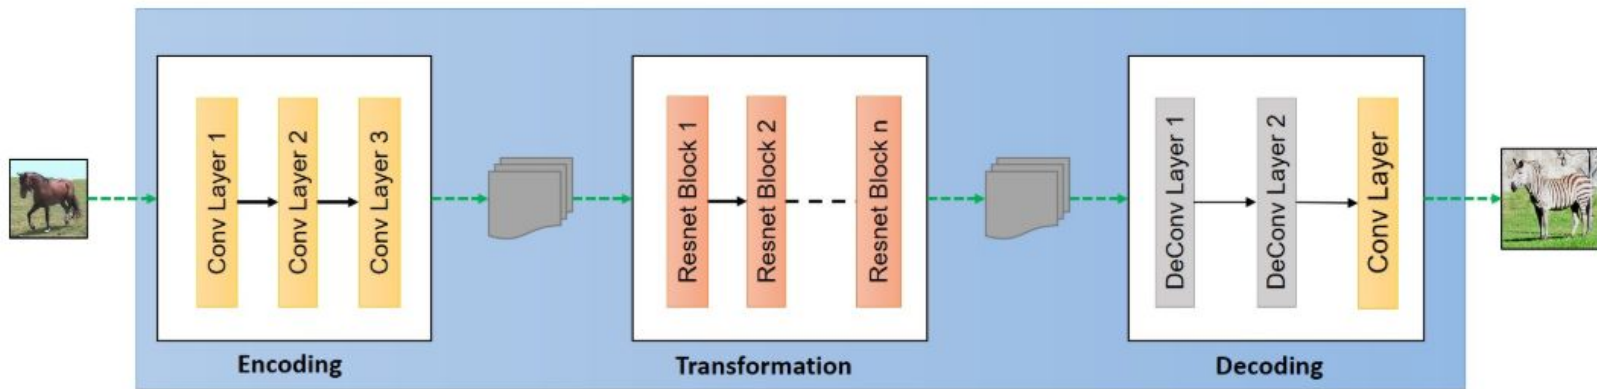 Conv Layer 1
Conv Layer 2
Conv Layer 3
Encoding
Resnet Block 1
Resnet Block 2
Resnet Block n
Transformation
DeConv Layer 1
DeConv Layer 2
Conv Layer
Decoding